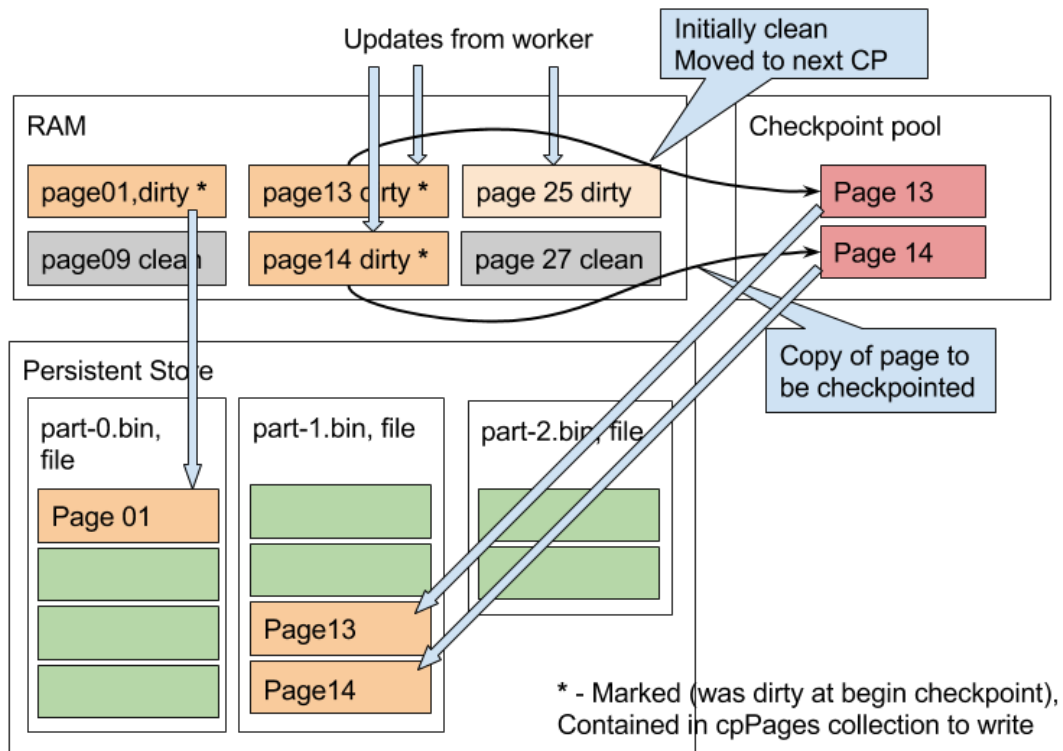 Updates from worker
Initially clean
Moved to next CP
RAM
Checkpoint pool
page01,dirty *
page13 dirty *
page 25 dirty
Page 13
page09 clean
page14 dirty *
page 27 clean
Page 14
Copy of page to
be checkpointed
Persistent Store
part-0.bin,
file
part-1.bin, file
part-2.bin, file
Page 01
Page13
Page14
* - Marked (was dirty at begin checkpoint),
Contained in cpPages collection to write